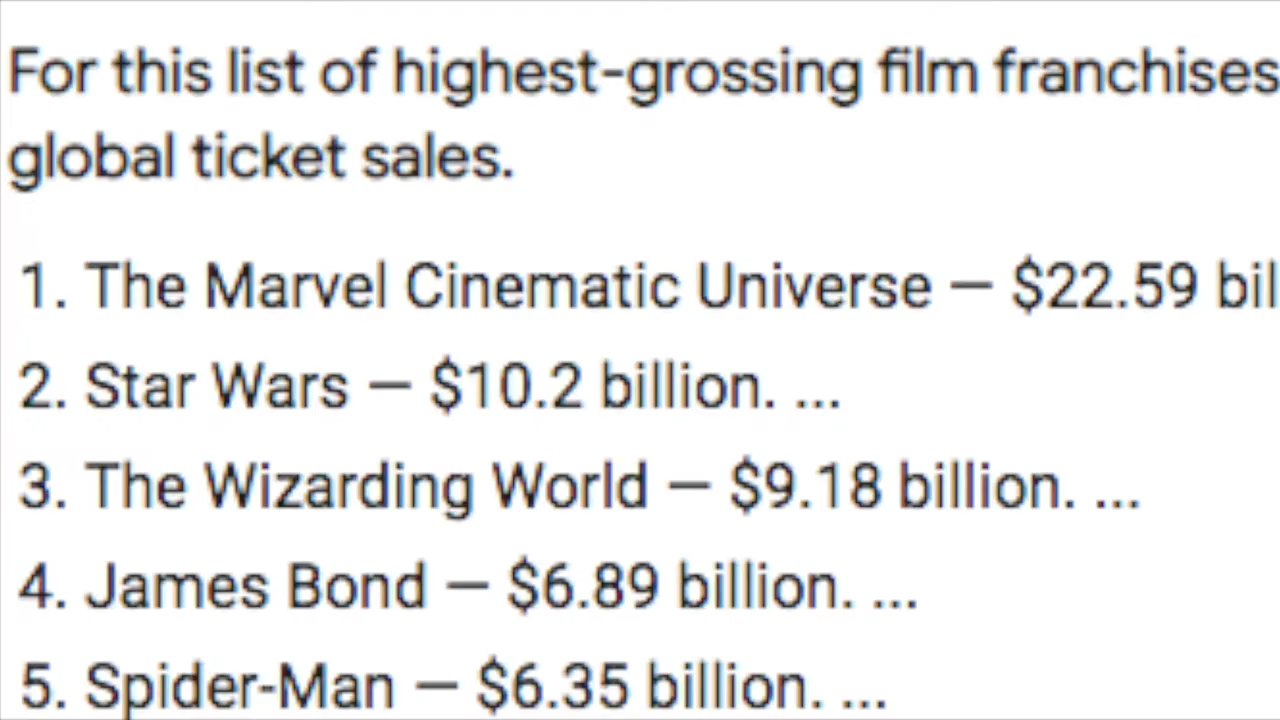 For this list of highest-grossing film franchises
global ticket sales.
1. The Marvel Cinematic Universe — $22.59 bil
2. Star Wars — $10.2 billion. ...
3. The Wizarding World — $9.18 billion. ...
4. James Bond — $6.89 billion. ...
5. Spider-Man — $6.35 billion. ...